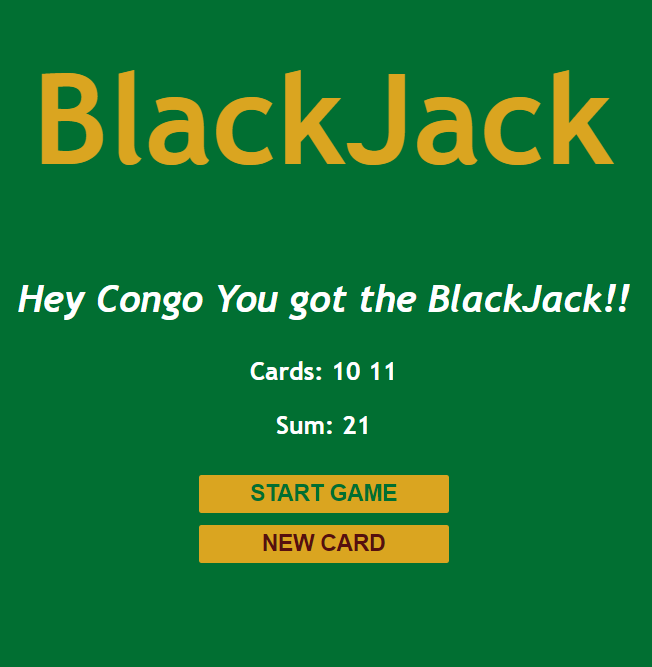 BlackJack
Hey Congo You got the BlackJack!!
Cards: 10 11
Sum: 21
START GAME
NEW CARD